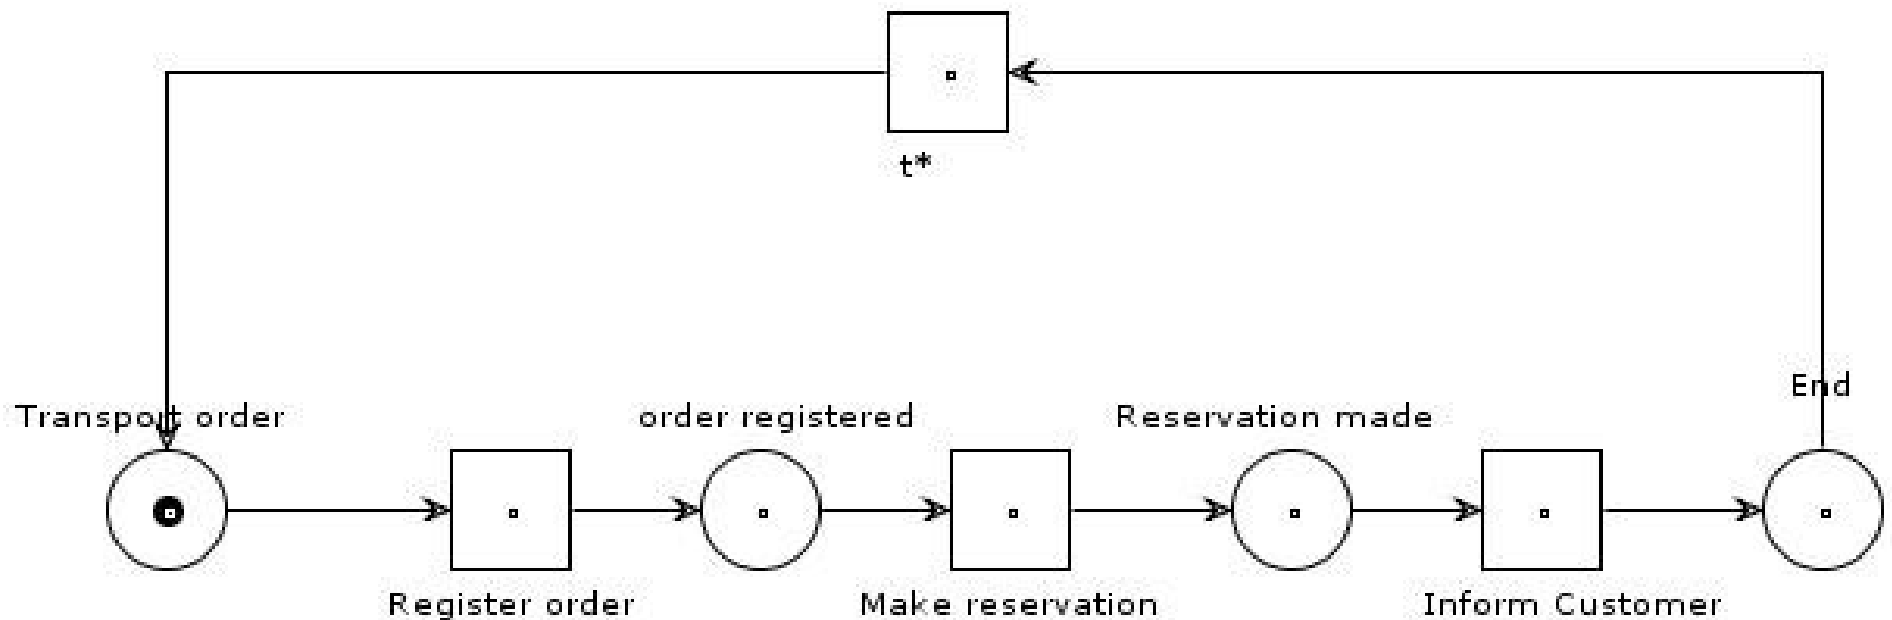 t*
End
Transport order
order registered
Reservation made
Register order
Make reservation
Inform Customer